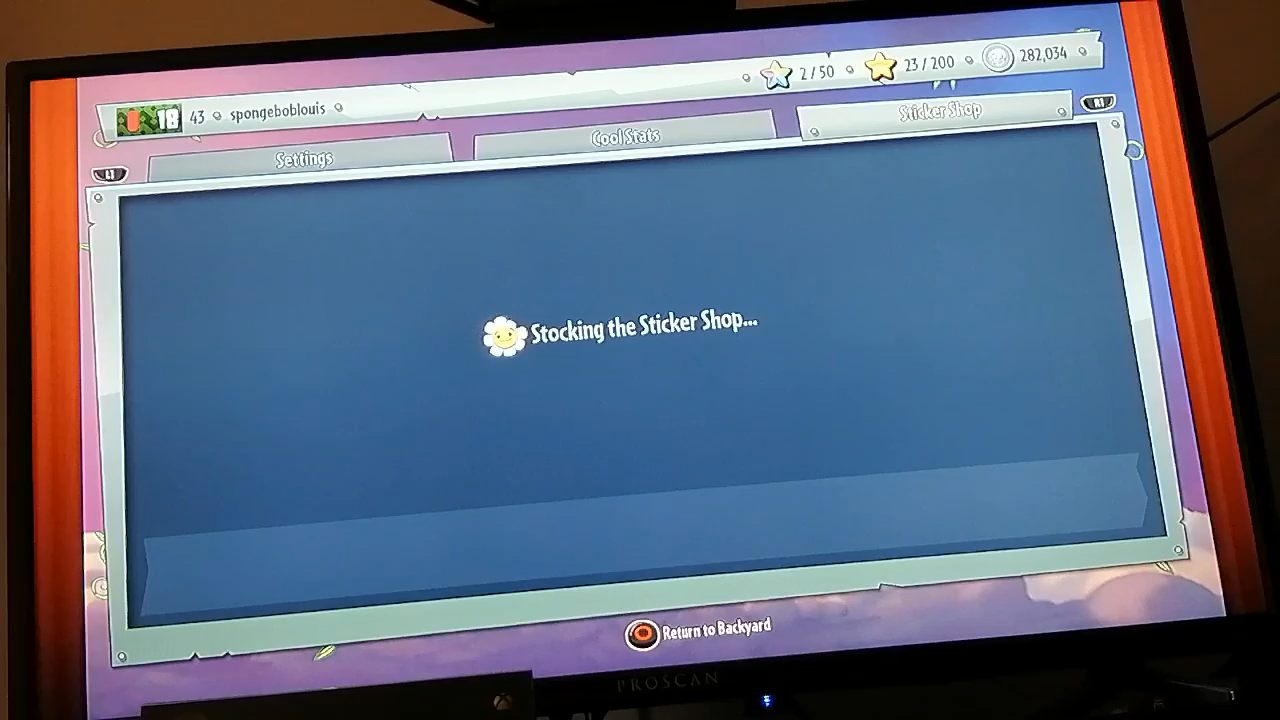 2/50
23/200
282,034
18
43
spongeboblouis
Settings
Cool Stats
Sticker Shop
R1
Stocking the Sticker Shop...
Return to Backyard
PROSCAN